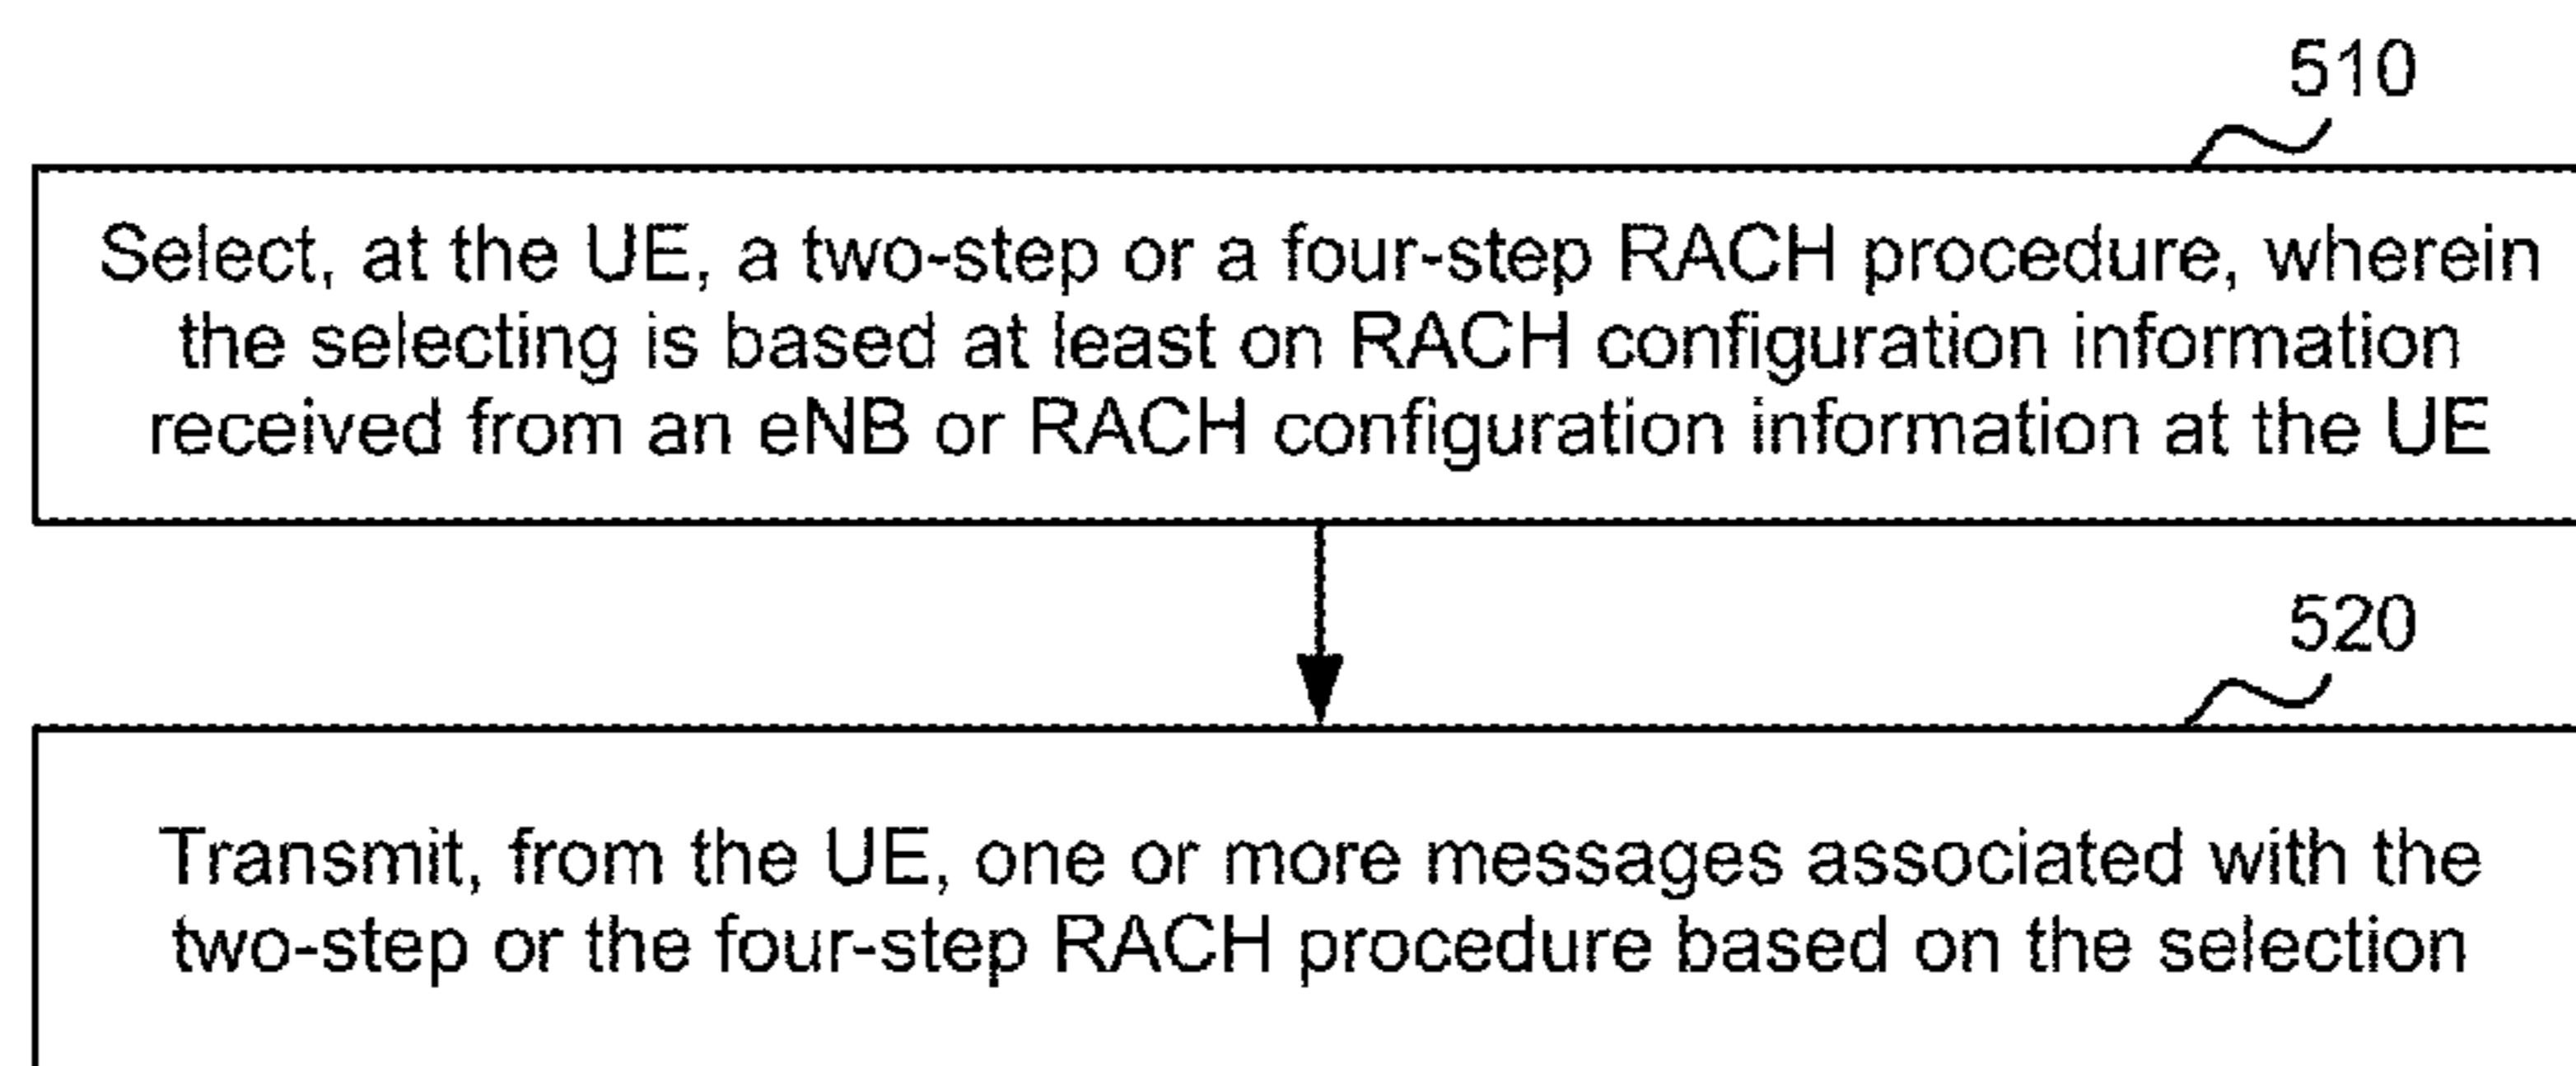 510
Select, at the UE, a two-step or a four-step RACH procedure, wherein
the selecting is based at least on RACH configuration information
received from an eNB or RACH configuration information at the UE
520
Transmit, from the UE, one or more messages associated with the
two-step or the four-step RACH procedure based on the selection